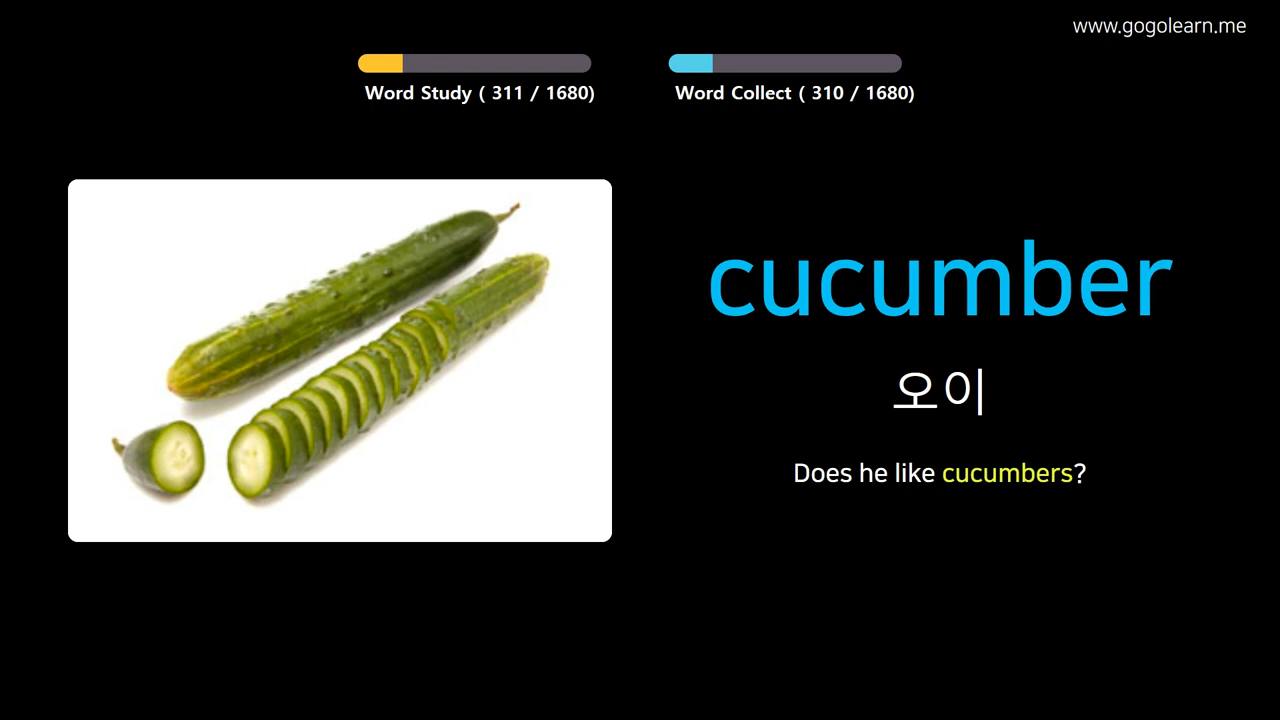 www.gogolearn.me
Word Study ( 311 / 1680)
Word Collect ( 310 / 1680)
cucumber
오이
Does he like cucumbers?